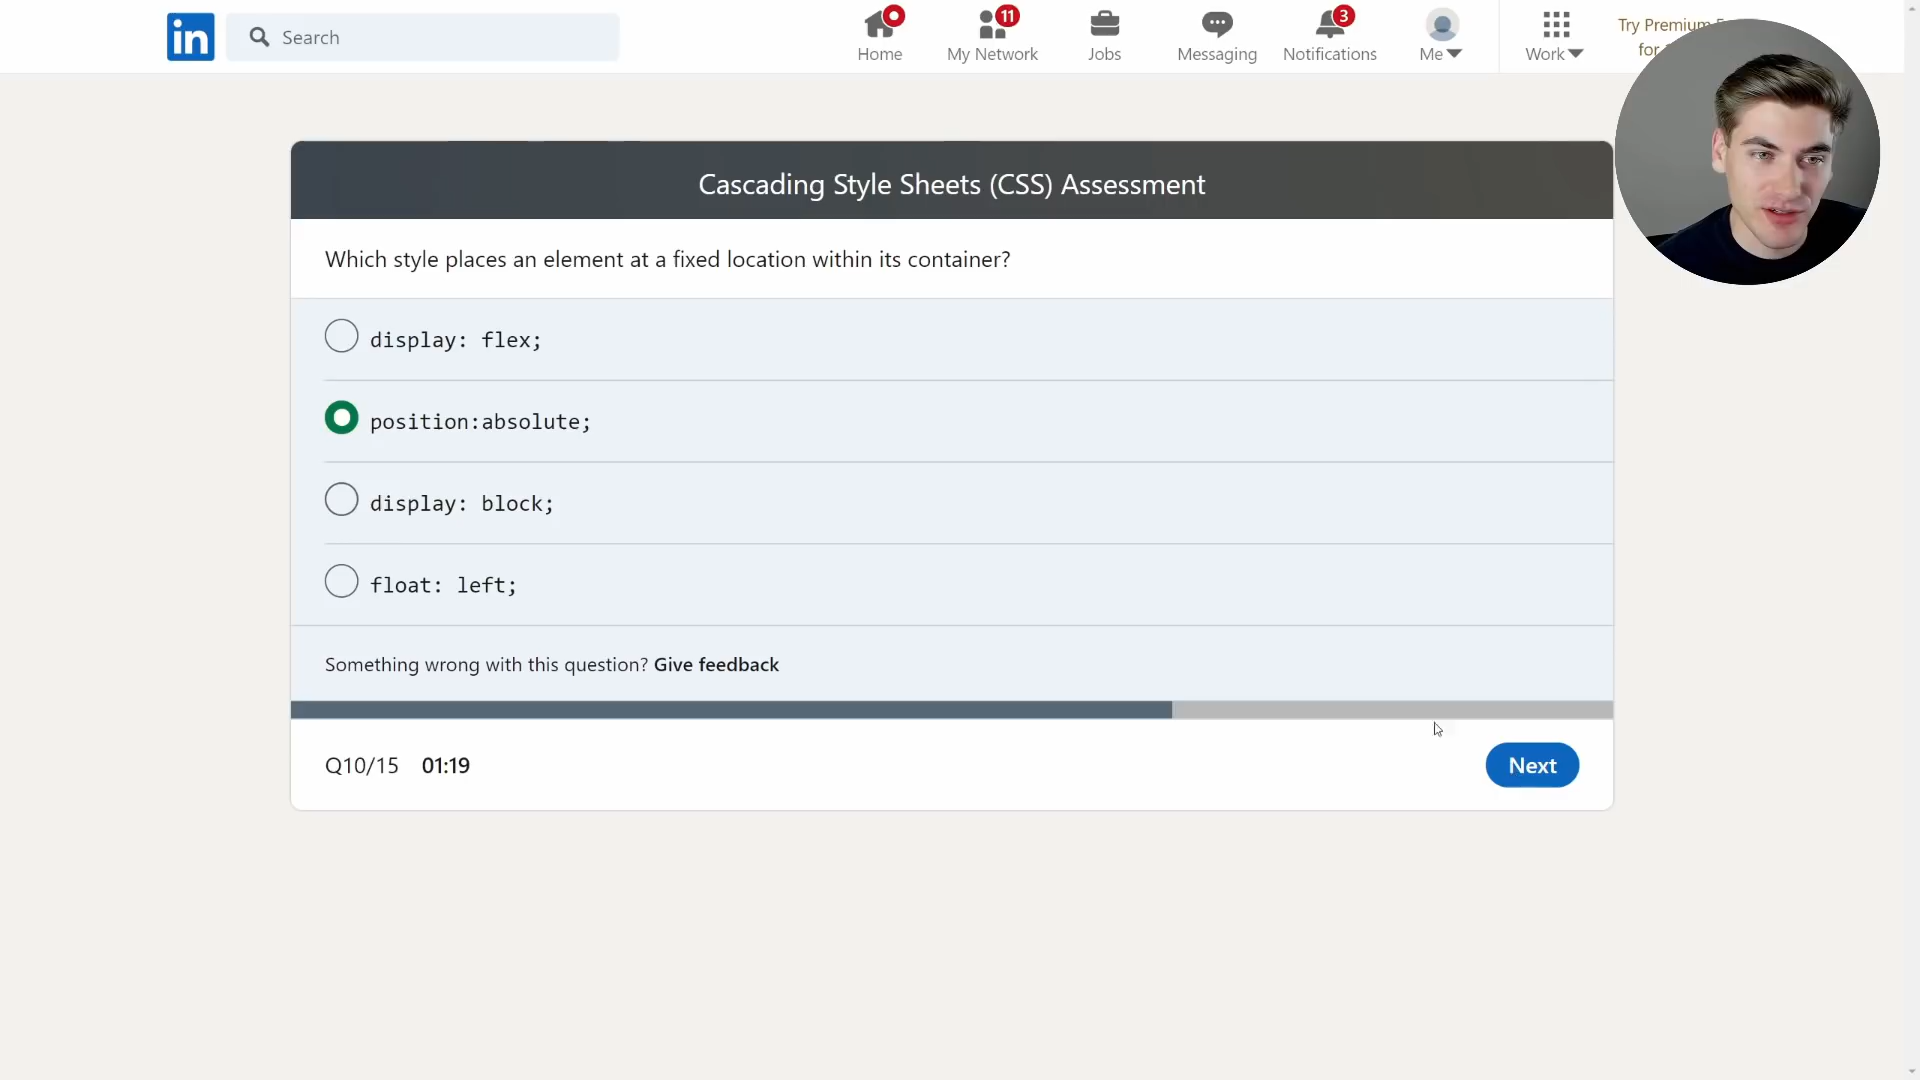 in
Search
Home
11
My Network
Jobs
Messaging
3
Notifications
Me
Work
Try Premium
for
Cascading Style Sheets (CSS) Assessment
Which style places an element at a fixed location within its container?
display: flex;
position:absolute;
display: block;
float: left;
Something wrong with this question? Give feedback
Q10/15 01:19
Next